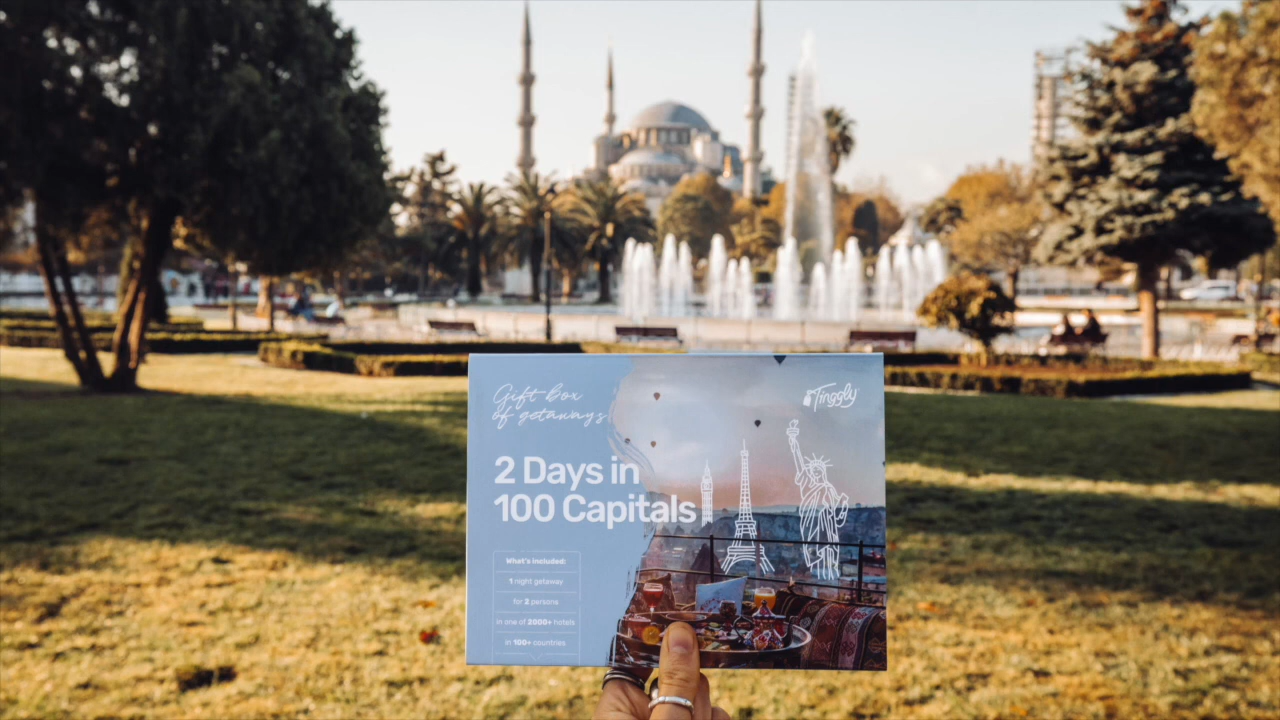 Gift box
of getaways
Tinggly
2 Days in
100 Capitals
What's included:
1 night getaway
for 2 persons
in one of 2000+ hotels
in 100+ countries